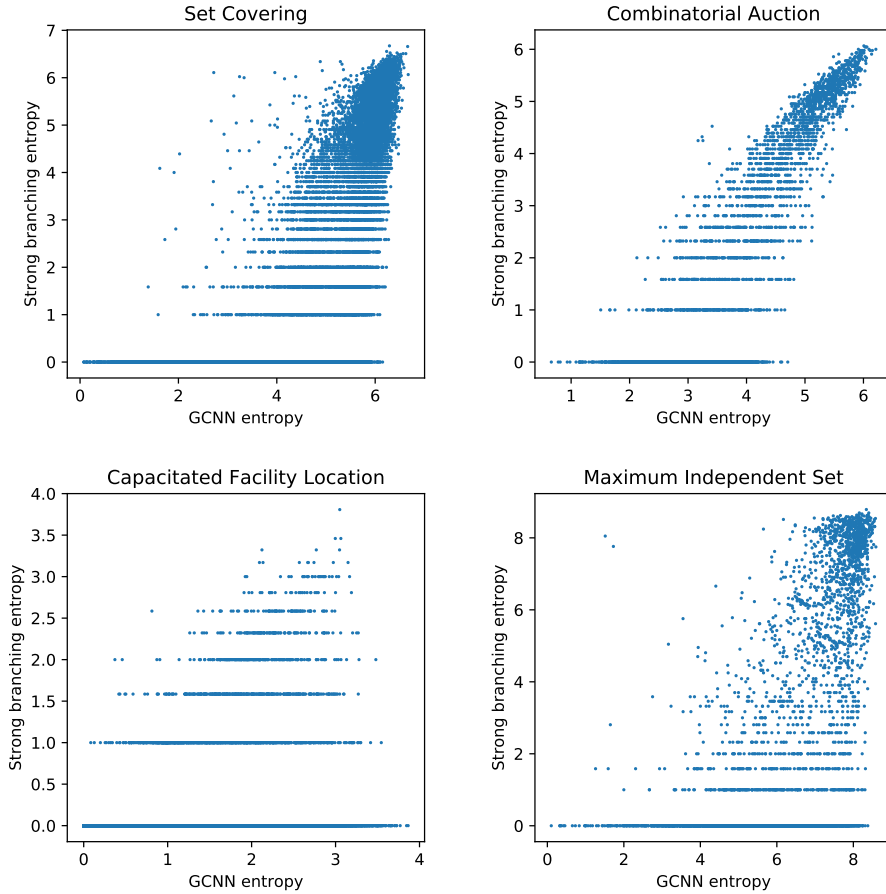 Set Covering
Strong branching entropy
7
6
5
4
3
2
1
0
0 2 4 6
GCNN entropy
Combinatorial Auction
Strong branching entropy
6
5
4
3
2
1
0
1 2 3 4 5 6
GCNN entropy
Capacitated Facility Location
Strong branching entropy
4.0
3.5
3.0
2.5
2.0
1.5
1.0
0.5
0.0
0 1 2 3 4
GCNN entropy
Maximum Independent Set
Strong branching entropy
8
6
4
2
0
0 2 4 6 8
GCNN entropy